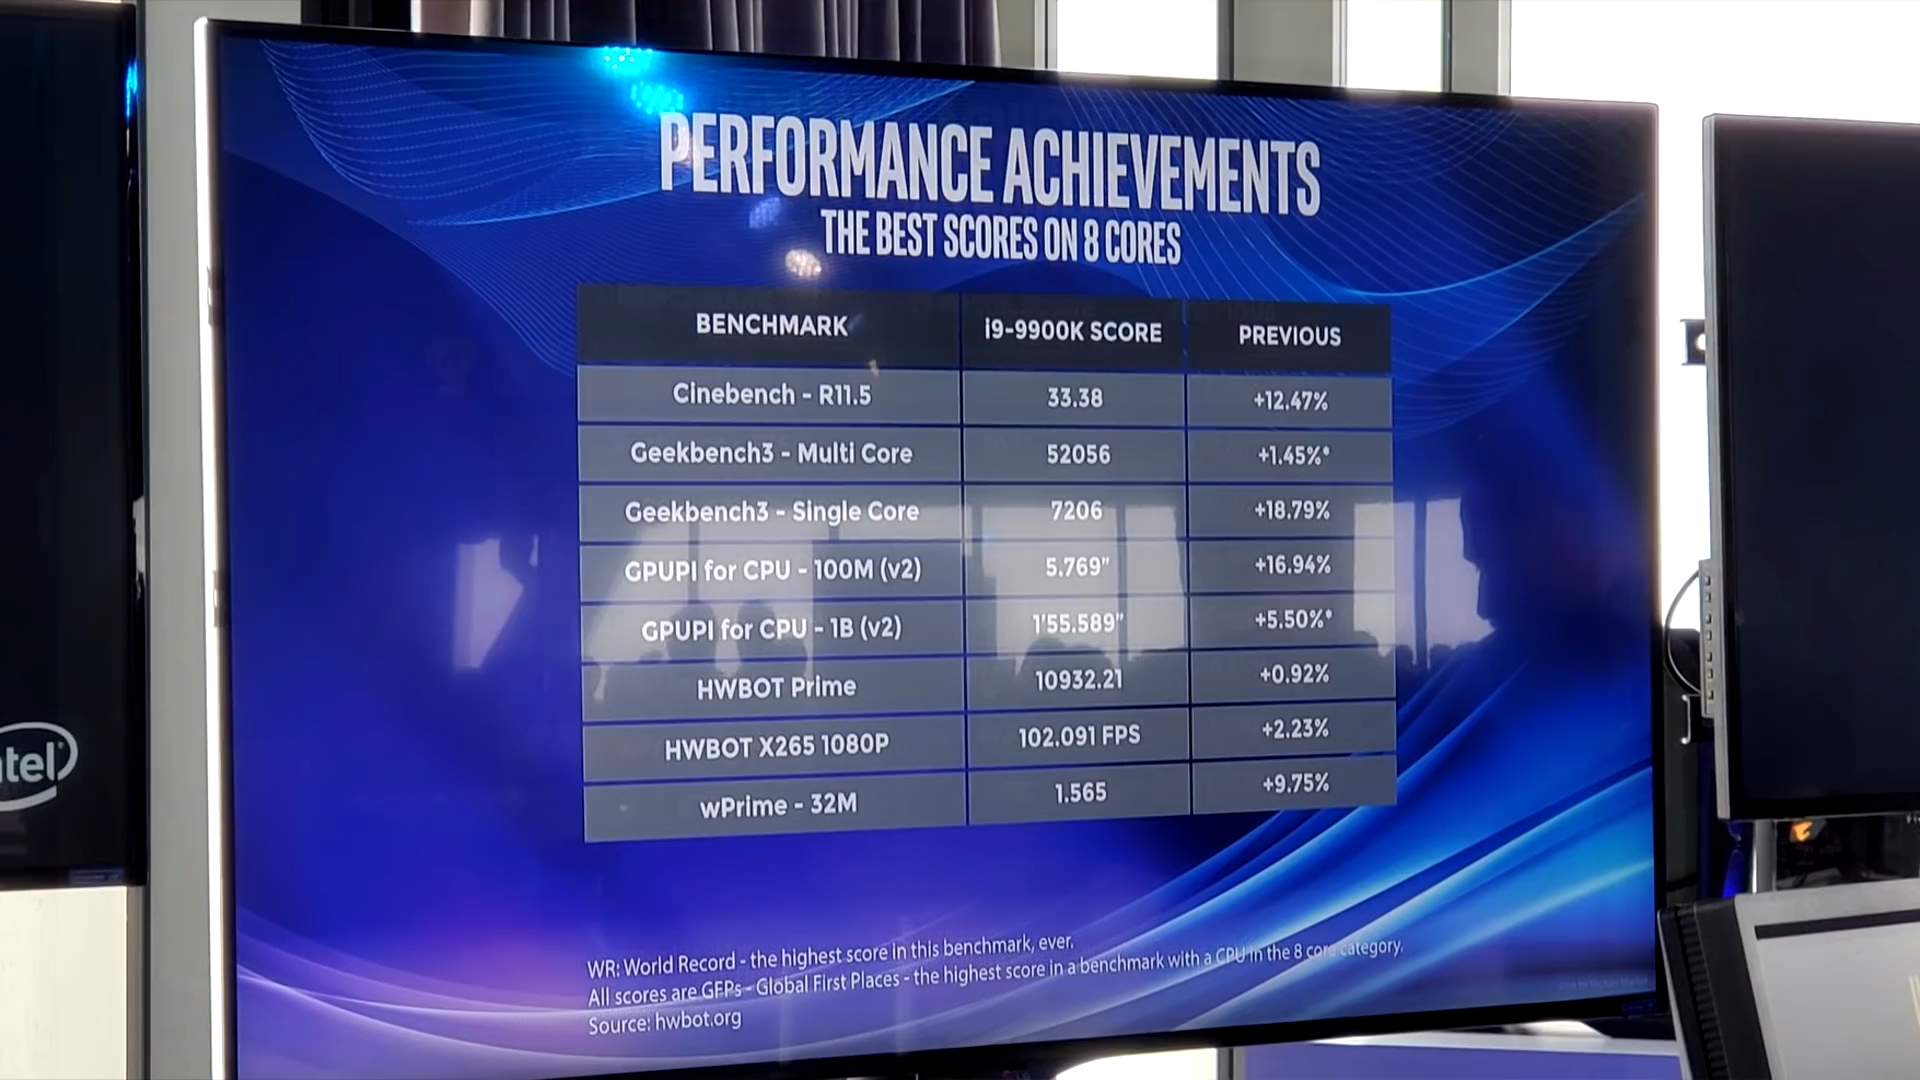 PERFORMANCE ACHIEVEMENTS
THE BEST SCORES ON 8 CORES
BENCHMARK i9-9900K SCORE PREVIOUS
Cinebench - R11.5 33.38 +12.47%
Geekbench3 - Multi Core 52056 +1.45%*
Geekbench3 - Single Core 7206 +18.79%
GPUPI for CPU - 100M (v2) 5.769" +16.94%
GPUPI for CPU - 1B (v2) 1'55.589" +5.50%*
HWBOT Prime 10932.21 +0.92%
HWBOT X265 1080P 102.091 FPS +2.23%
wPrime - 32M 1.565 +9.75%
WR: World Record - the highest score in this benchmark, ever.
All scores are GFPs - Global First Places - the highest score in a benchmark with a CPU in the 8 core category.
Source: hwbot.org
ntel